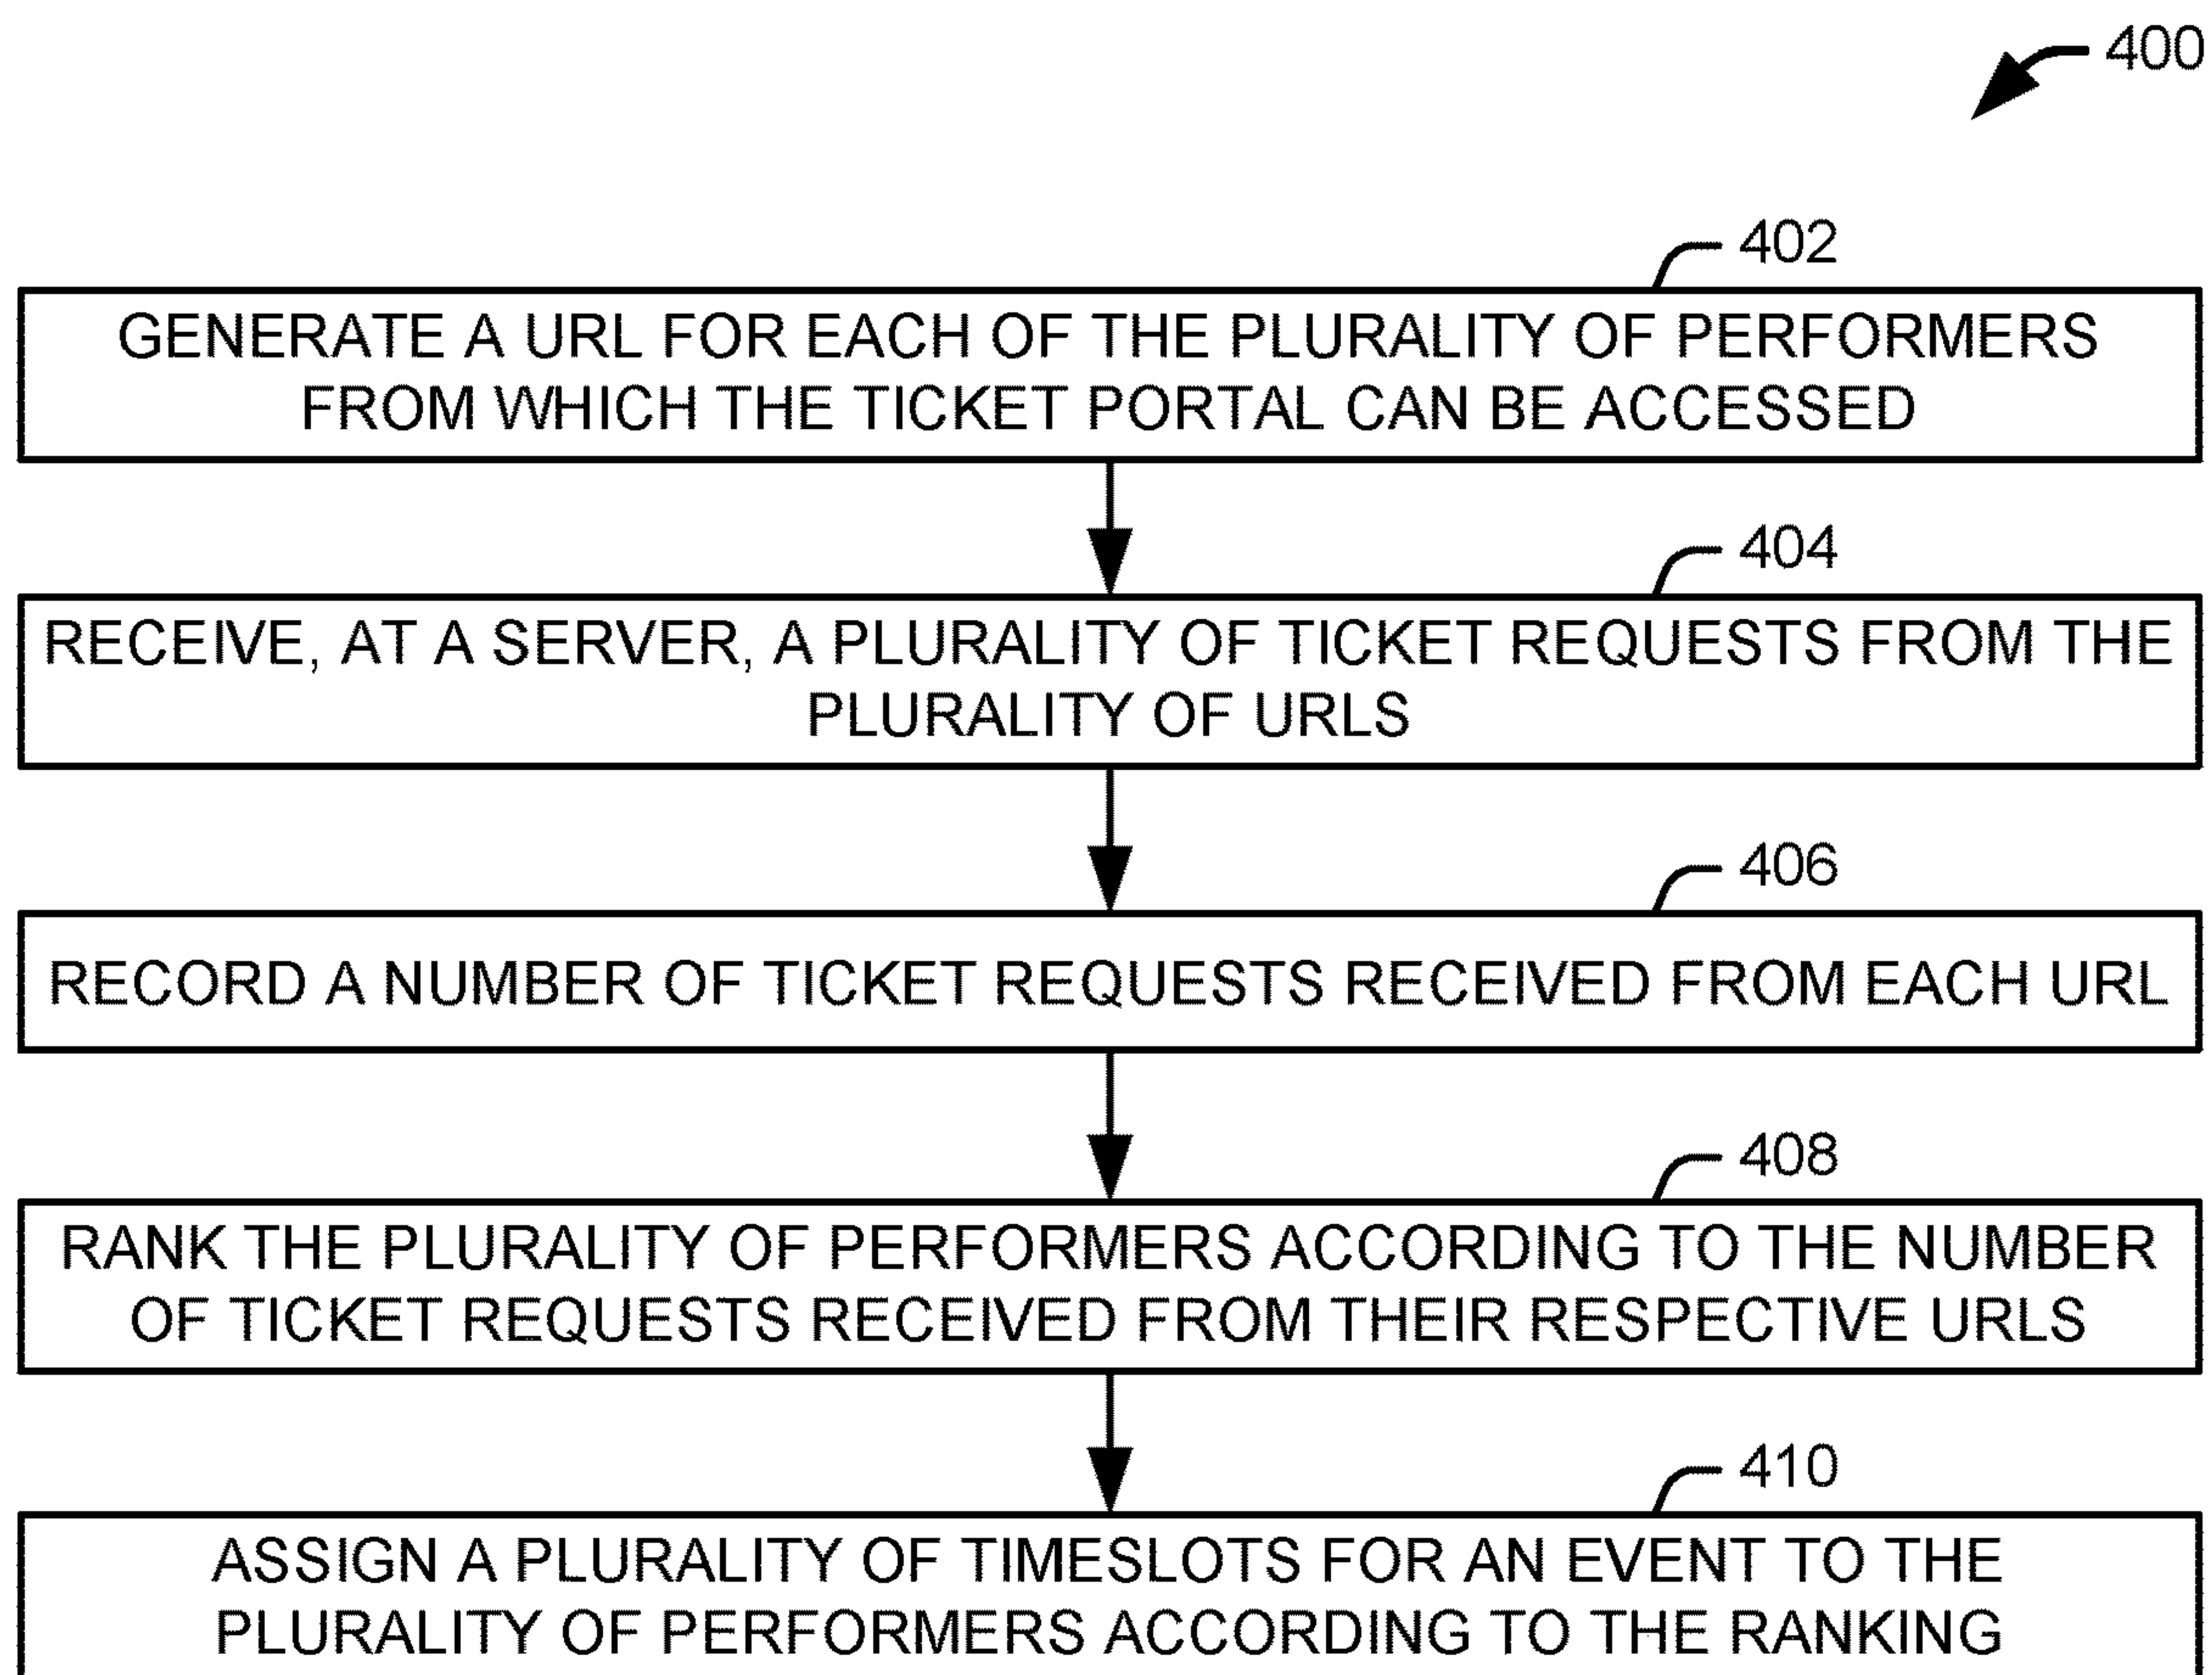 400
402
GENERATE A URL FOR EACH OF THE PLURALITY OF PERFORMERS
FROM WHICH THE TICKET PORTAL CAN BE ACCESSED
404
RECEIVE, AT A SERVER, A PLURALITY OF TICKET REQUESTS FROM THE
PLURALITY OF URLS
406
RECORD A NUMBER OF TICKET REQUESTS RECEIVED FROM EACH URL
408
RANK THE PLURALITY OF PERFORMERS ACCORDING TO THE NUMBER
OF TICKET REQUESTS RECEIVED FROM THEIR RESPECTIVE URLS
410
ASSIGN A PLURALITY OF TIMESLOTS FOR AN EVENT TO THE
PLURALITY OF PERFORMERS ACCORDING TO THE RANKING